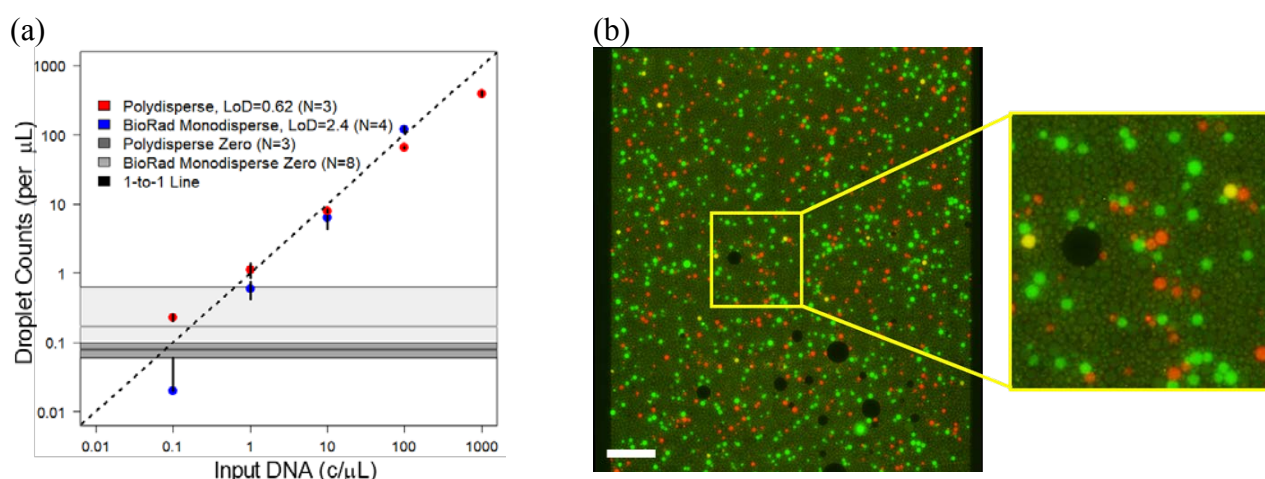 (a)
(b)
1000
100
10
1
0.1
0.01
Droplet Counts (per µL)
Polydisperse, LoD=0.62 (N=3)
BioRad Monodisperse, LoD=2.4 (N=4)
Polydisperse Zero (N=3)
BioRad Monodisperse Zero (N=8)
1-to-1 Line
0.01 0.1 1 10 100 1000
Input DNA (c/µL)